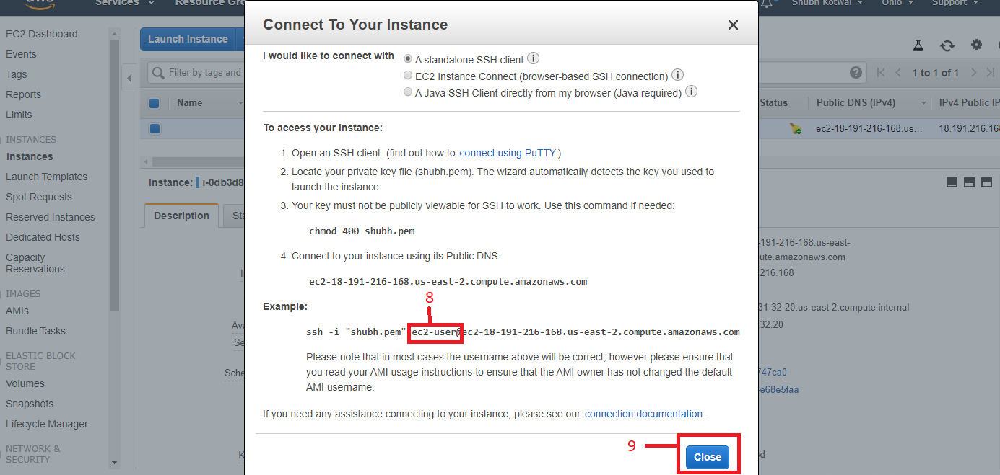 aws
Services
Resource Gro
Shubh Kotwal
Ohio
Support
EC2 Dashboard
Events
Tags
Reports
Limits
INSTANCES
Instances
Launch Templates
Spot Requests
Reserved Instances
Dedicated Hosts
Capacity
Reservations
IMAGES
AMIs
Bundle Tasks
ELASTIC BLOCK
STORE
Volumes
Snapshots
Lifecycle Manager
NETWORK &
SECURITY
Launch Instance
Filter by tags and
1 to 1 of 1
Name
Status
Public DNS (IPv4)
IPv4 Public IP
ec2-18-191-216-168.us...
18.191.216.168
Instance: i-0db3d8
Description
Sta
Ava
Se
Sche
K
Connect To Your Instance
I would like to connect with
A standalone SSH client
EC2 Instance Connect (browser-based SSH connection)
A Java SSH Client directly from my browser (Java required)
To access your instance:
1. Open an SSH client. (find out how to connect using PuTTY)
2. Locate your private key file (shubh.pem). The wizard automatically detects the key you used to
launch the instance.
3. Your key must not be publicly viewable for SSH to work. Use this command if needed:
chmod 400 shubh.pem
4. Connect to your instance using its Public DNS:
ec2-18-191-216-168.us-east-2.compute.amazonaws.com
8
Example:
ssh -i "shubh.pem" ec2-user@ec2-18-191-216-168.us-east-2.compute.amazonaws.com
Please note that in most cases the username above will be correct, however please ensure that
you read your AMI usage instructions to ensure that the AMI owner has not changed the default
AMI username.
If you need any assistance connecting to your instance, please see our connection documentation.
9
Close
-191-216-168.us-east-
ute.amazonaws.com
216.168
31-32-20.us-east-2.compute.internal
32.20
747ca0
-e68e5faa
ed